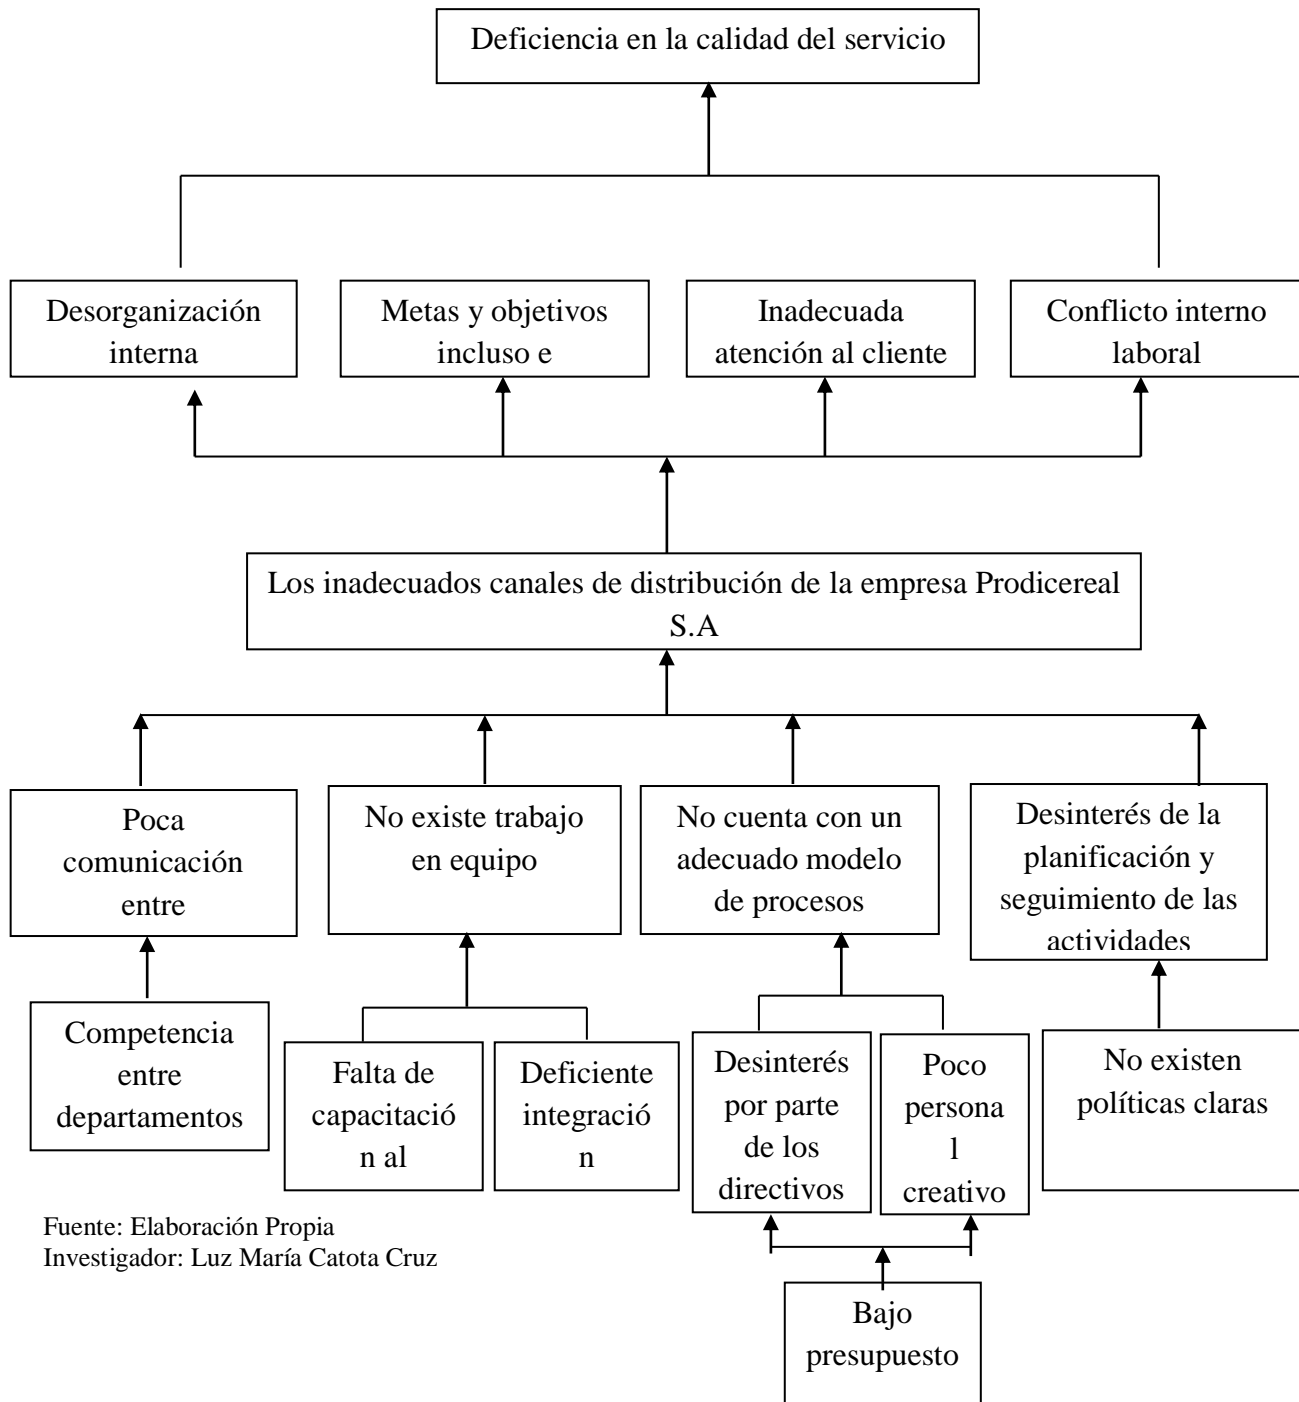 Deficiencia en la calidad del servicio
Desorganización
interna
Metas y objetivos
incluso e
Inadecuada
atención al cliente
Conflicto interno
laboral
Los inadecuados canales de distribución de la empresa Prodicereal
S.A
Poca
comunicación
entre
No existe trabajo
en equipo
No cuenta con un
adecuado modelo
de procesos
Desinterés de la
planificación y
seguimiento de las
actividades
Competencia
entre
departamentos
Falta de
capacitació
n al
Deficiente
integració
n
Desinterés
por parte
de los
directivos
Poco
persona
l
creativo
No existen
políticas claras
Fuente: Elaboración Propia
Investigador: Luz María Catota Cruz
Bajo
presupuesto